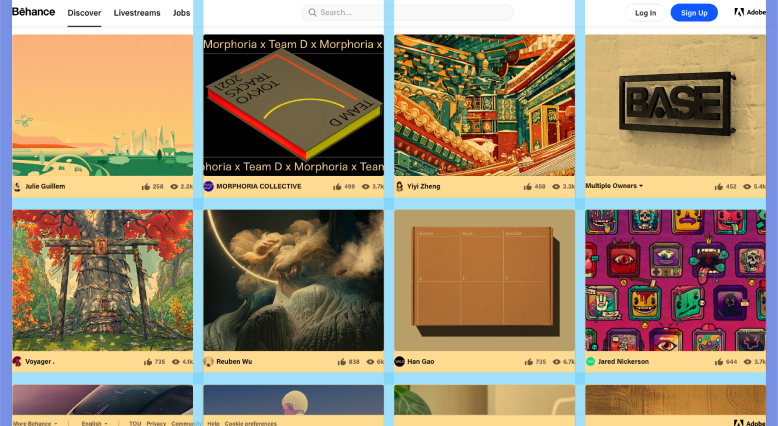 Bēhance Discover Livestreams Jobs Search... Log In Sign Up Adobe
Morphoria x Team D x Morphoria x
TOKYO
TRACKS
2021
TEAM D
BASE
phoria x Team D x Morphoria x Team
Julie Guillem 258 2.2k
MORPHORIA COLLECTIVE 499 3.7k
Yiyi Zheng 458 3.3k
Multiple Owners 452 5.4k
Voyager . 735 4.1k
Reuben Wu 838 6k
Han Gao 735 6.7k
Jared Nickerson 644 3.7k
More Behance English TOU Privacy Community Help Cookie preferences Adobe